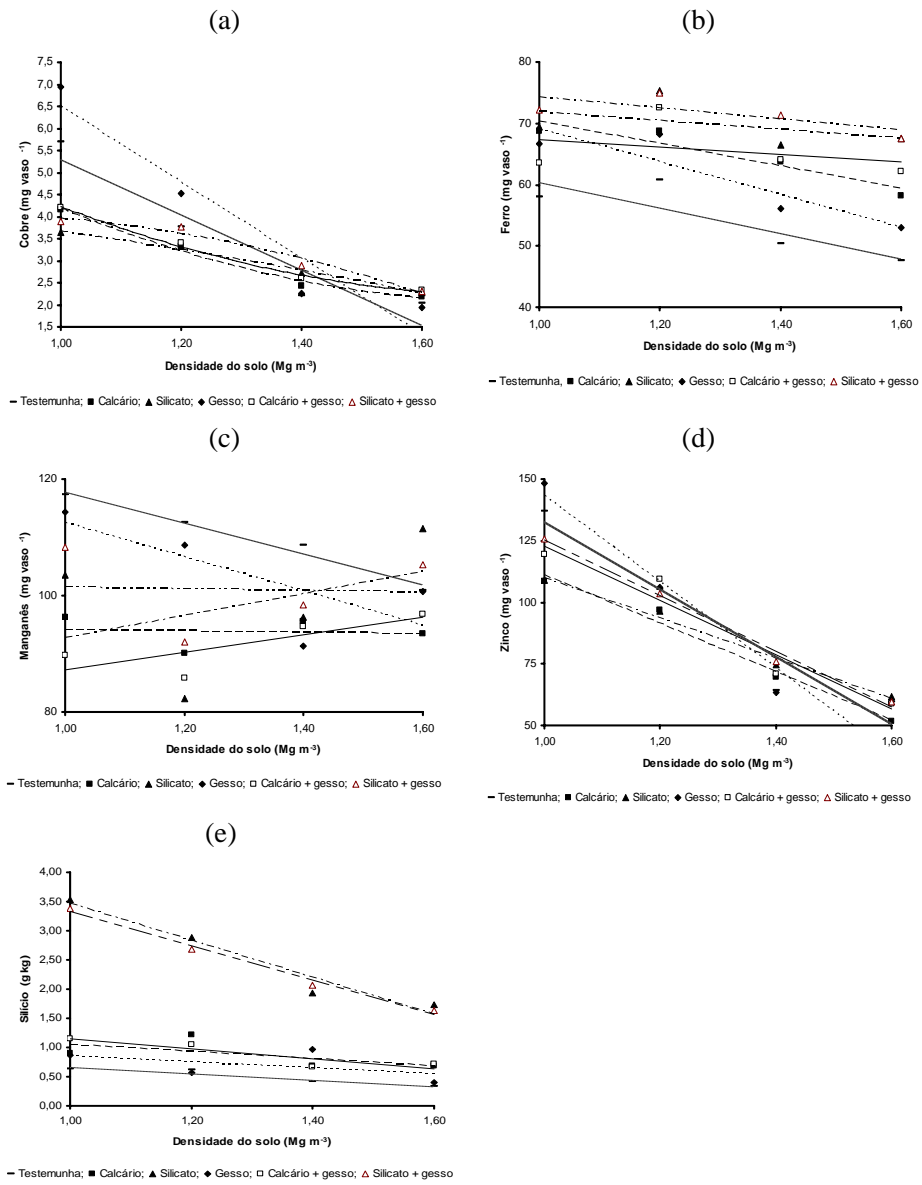 (a)
Cobre (mg vaso -1)
7,5
7,0
6,5
6,0
5,5
5,0
4,5
4,0
3,5
3,0
2,5
2,0
1,5
1,00 1,20 1,40 1,60
Densidade do solo (Mg m-3)
Testemunha; Calcário; Silicato; Gesso; Calcário + gesso; Silicato + gesso
(b)
Ferro (mg vaso -1)
80
70
60
50
40
1,00 1,20 1,40 1,60
Densidade do solo (Mg m-3)
Testemunha, Calcário; Silicato; Gesso; Calcário + gesso; Silicato + gesso
(c)
Manganês (mg vaso -1)
120
100
80
1,00 1,20 1,40 1,60
Densidade do solo (Mg m-3)
Testemunha; Calcário; Silicato; Gesso; Calcário + gesso; Silicato + gesso
(d)
Zinco (mg vaso -1)
150
125
100
75
50
1,00 1,20 1,40 1,60
Densidade do solo (Mg m-3)
Testemunha; Calcário; Silicato; Gesso; Calcário + gesso; Silicato + gesso
(e)
Silício (g kg)
4,00
3,50
3,00
2,50
2,00
1,50
1,00
0,50
0,00
1,00 1,20 1,40 1,60
Densidade do solo (Mg m-3)
Testemunha; Calcário; Silicato; Gesso; Calcário + gesso; Silicato + gesso